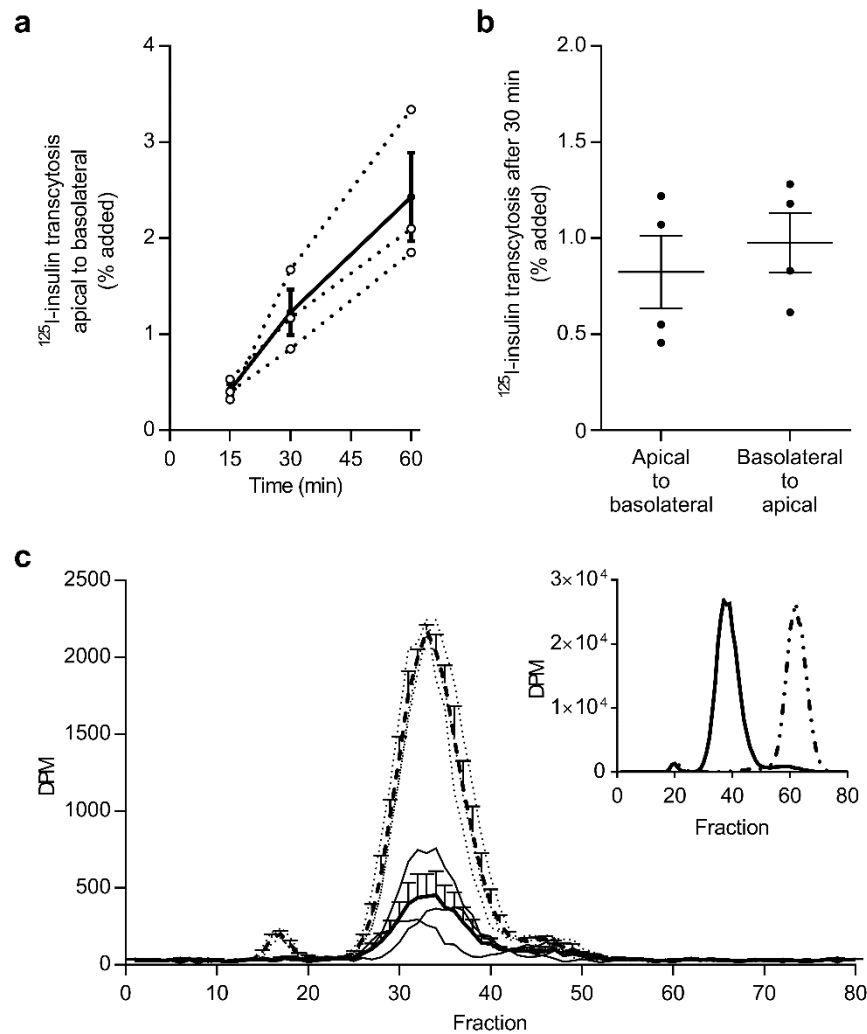 a
¹²⁵I-insulin transcytosis
apical to basolateral
(% added)
4
3
2
1
0
0 15 30 45 60
Time (min)
b
¹²⁵I-insulin transcytosis after 30 min
(% added)
2.0
1.5
1.0
0.5
0
Apical
to
basolateral
Basolateral
to
apical
c
DPM
2500
2000
1500
1000
500
0
0 10 20 30 40 50 60 70 80
Fraction
DPM
3×10⁴
2×10⁴
1×10⁴
0
0 20 40 60 80
Fraction